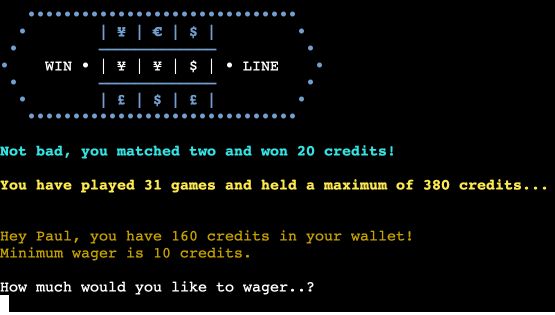 | ¥ | € | $ |
WIN • | ¥ | ¥ | $ | • LINE
| £ | $ | £ |
Not bad, you matched two and won 20 credits!
You have played 31 games and held a maximum of 380 credits...
Hey Paul, you have 160 credits in your wallet!
Minimum wager is 10 credits.
How much would you like to wager..?